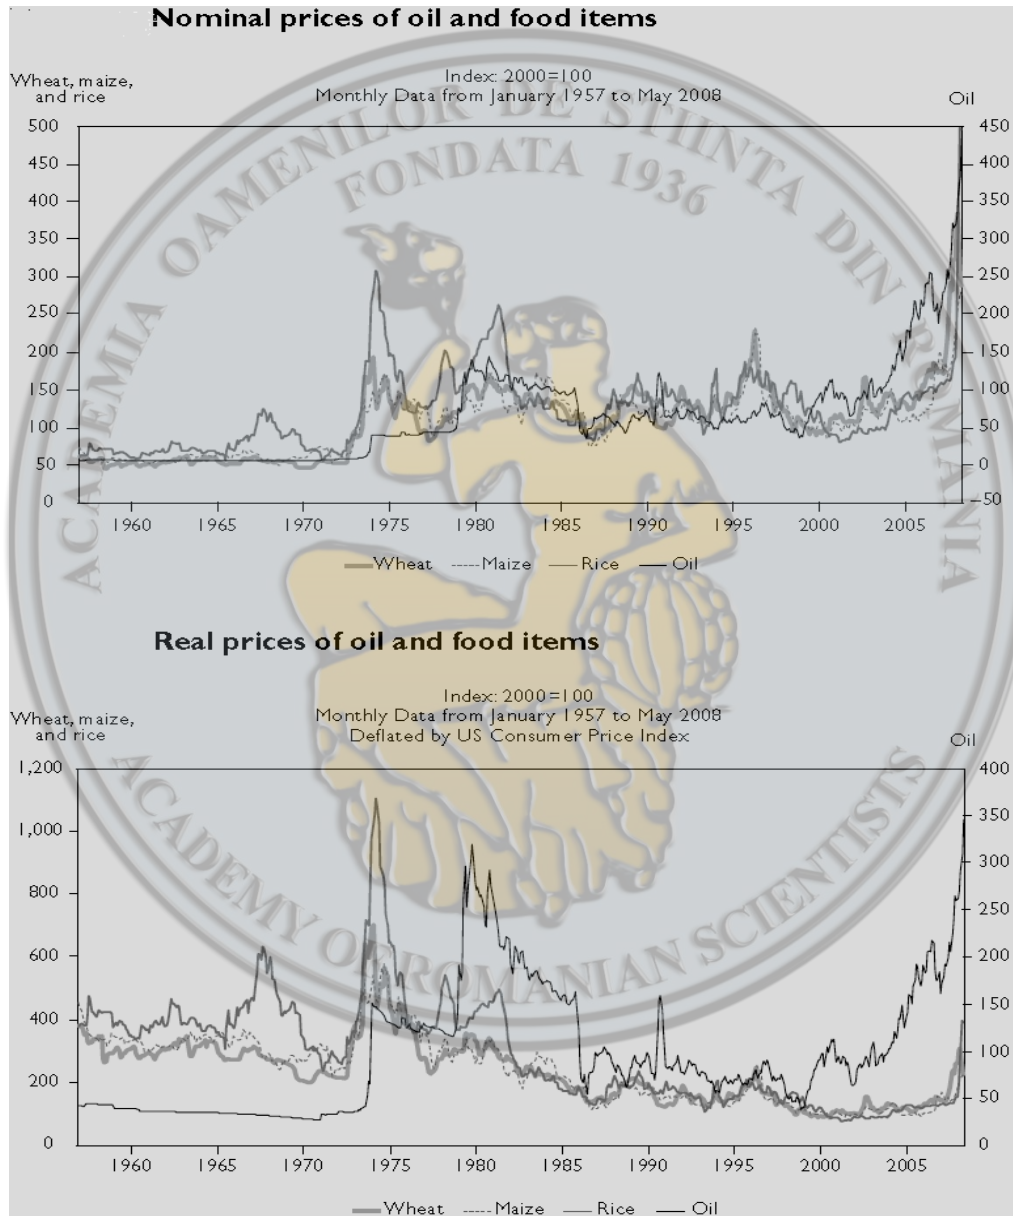 Nominal prices of oil and food items
Index: 2000=100
Wheat, maize, and rice
Monthly Data from January 1957 to May 2008
Oil
500
450
400
350
300
250
200
150
100
50
0
450
400
350
300
250
200
150
100
50
0
−50
1960 1965 1970 1975 1980 1985 1990 1995 2000 2005
Wheat Maize Rice Oil
Real prices of oil and food items
Index: 2000=100
Wheat, maize, and rice
Monthly Data from January 1957 to May 2008
Deflated by US Consumer Price Index
Oil
1,200
1,000
800
600
400
200
0
400
350
300
250
200
150
100
50
0
1960 1965 1970 1975 1980 1985 1990 1995 2000 2005
Wheat Maize Rice Oil
ACADEMIA OAMENILOR DE STIINTA DIN ROMANIA
FONDATA 1936
ACADEMY OF ROMANIAN SCIENTISTS